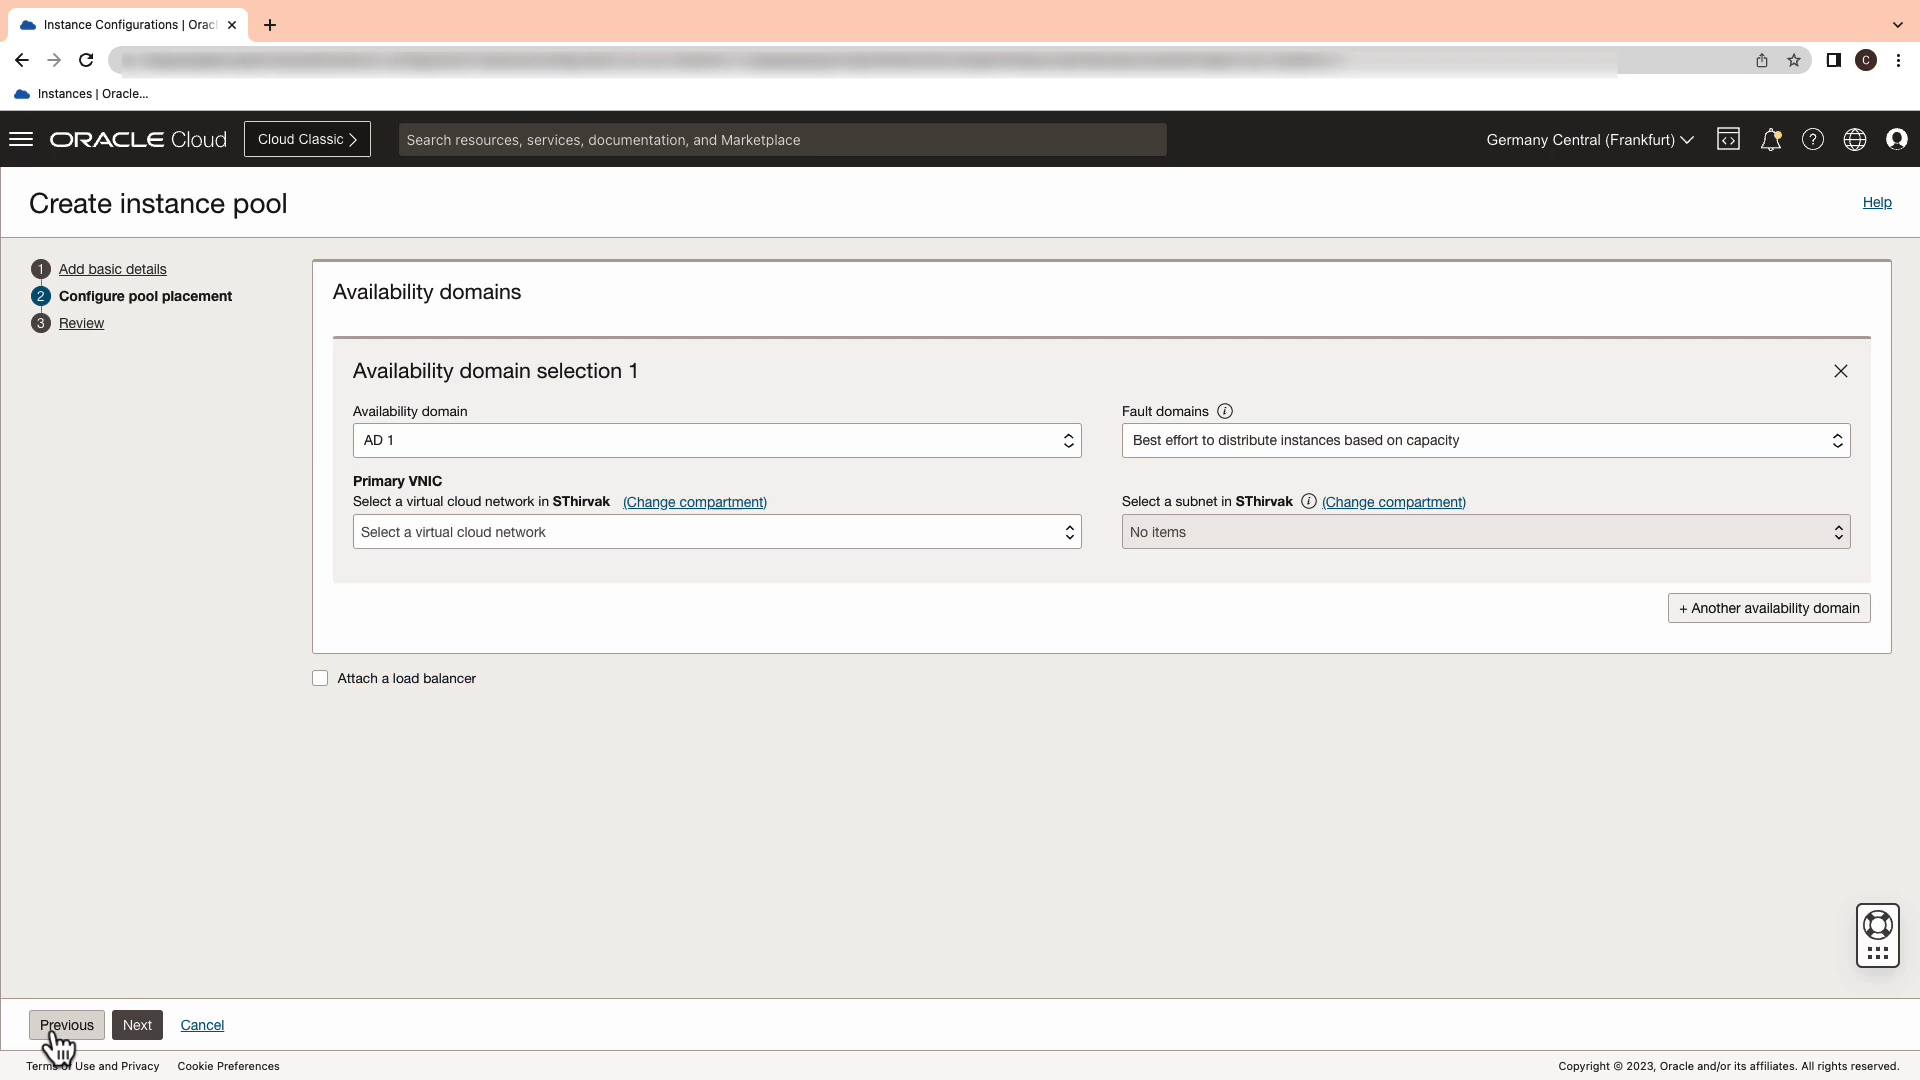 Instance Configurations | Orac
Instances | Oracle...
C
ORACLE Cloud
Cloud Classic
Search resources, services, documentation, and Marketplace
Germany Central (Frankfurt)
Create instance pool
Help
1 Add basic details
2 Configure pool placement
3 Review
Availability domains
Availability domain selection 1
Availability domain
AD 1
Fault domains
Best effort to distribute instances based on capacity
Primary VNIC
Select a virtual cloud network in SThirvak (Change compartment)
Select a virtual cloud network
Select a subnet in SThirvak (Change compartment)
No items
+ Another availability domain
Attach a load balancer
Previous
Next
Cancel
Terms of Use and Privacy
Cookie Preferences
Copyright © 2023, Oracle and/or its affiliates. All rights reserved.